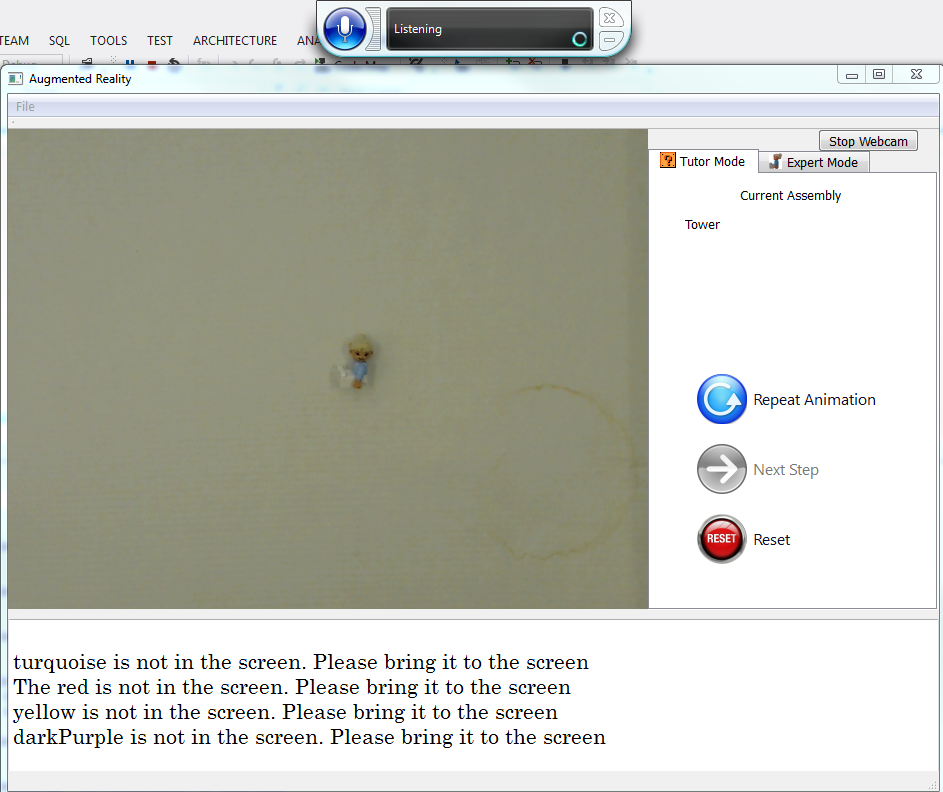 Listening
TEAM SQL TOOLS TEST ARCHITECTURE ANA
Augmented Reality
File
Stop Webcam
Tutor Mode Expert Mode
Current Assembly
Tower
Repeat Animation
Next Step
RESET Reset
turquoise is not in the screen. Please bring it to the screen
The red is not in the screen. Please bring it to the screen
yellow is not in the screen. Please bring it to the screen
darkPurple is not in the screen. Please bring it to the screen